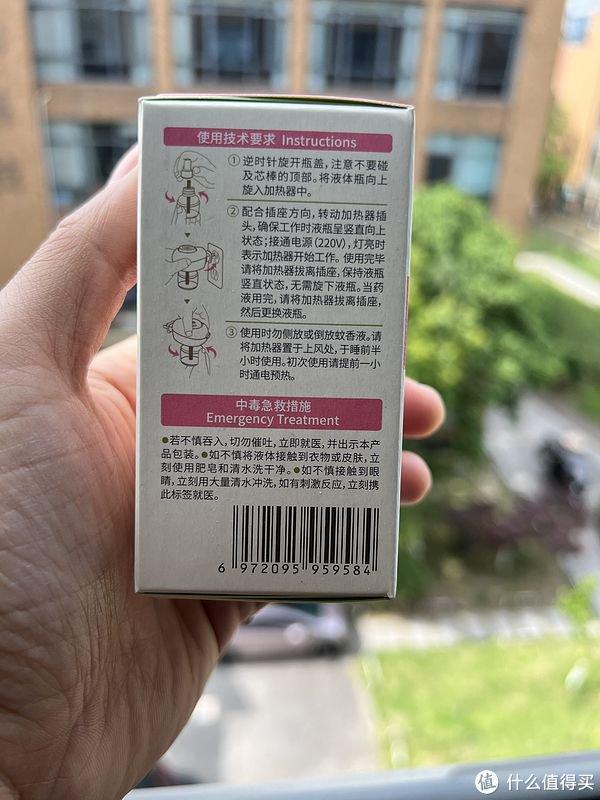 使用技术要求 Instructions
①逆时针旋开瓶盖，注意不要碰
及芯棒的顶部。将液体瓶向上
旋入加热器中。
②配合插座方向，转动加热器插
头，确保工作时液瓶呈竖直向上
状态；接通电源（220V），灯亮时
表示加热器开始工作。使用完毕
请将加热器拔离插座，保持液瓶
竖直状态，无需旋下液瓶。当药
液用完，请将加热器拔离插座，
然后更换液瓶。
③使用时勿侧放或倒放蚊香液。请
将加热器置于上风处，于睡前半
小时使用。初次使用请提前一小
时通电预热。
中毒急救措施
Emergency Treatment
●若不慎吞入，切勿催吐，立即就医，并出示本产
品包装。●如不慎将液体接触到衣物或皮肤，立
刻使用肥皂和清水洗干净。●如不慎接触到眼
睛，立刻用大量清水冲洗，如有刺激反应，立刻携
此标签就医。
6 972095 959584
值 什么值得买